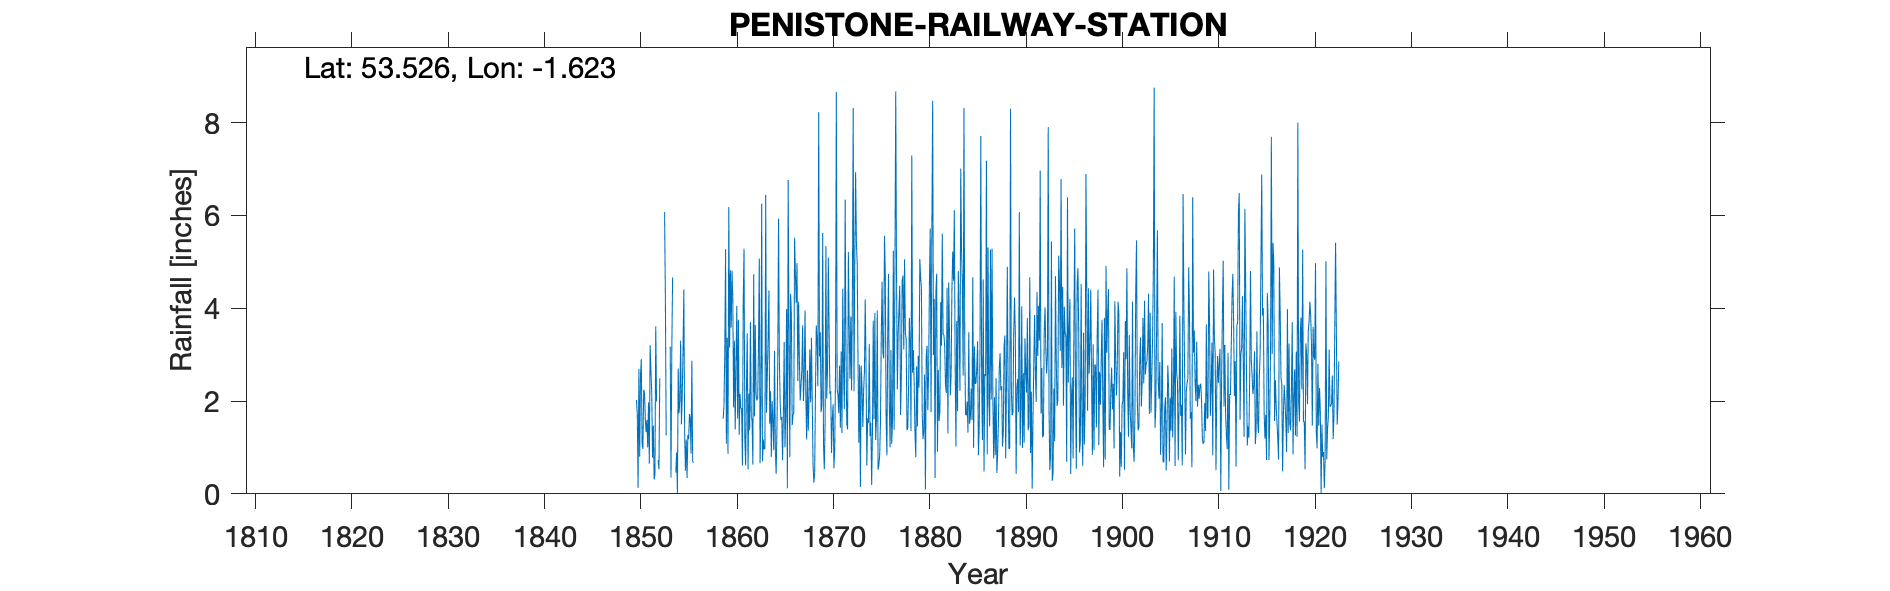 PENISTONE-RAILWAY-STATION
Lat: 53.526, Lon: -1.623
8
6
4
2
0
Rainfall [inches]
1810 1820 1830 1840 1850 1860 1870 1880 1890 1900 1910 1920 1930 1940 1950 1960
Year